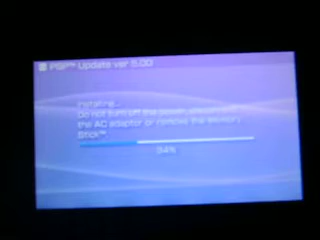 PSP™ Update ver 5.00
Installing...
Do not turn off the power, disconnect
the AC adaptor or remove the Memory
Stick™.
34%